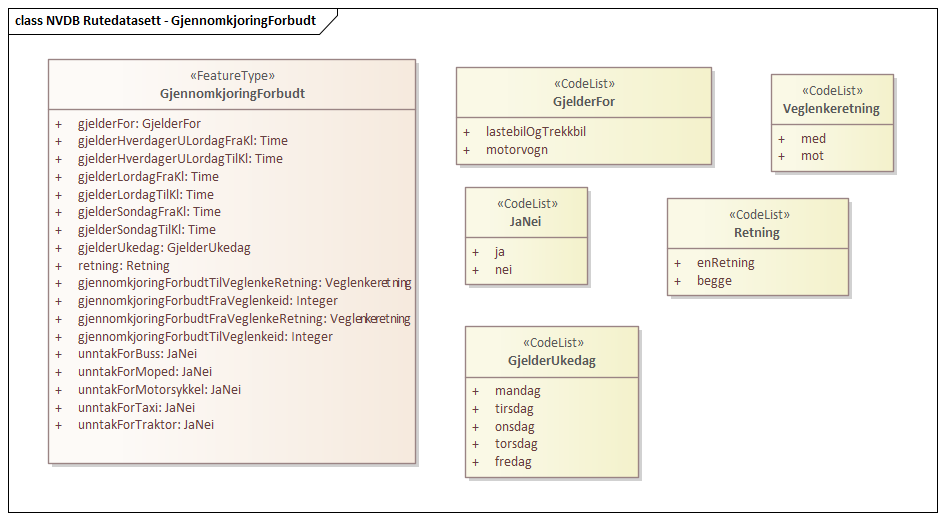 class NVDB Rutedatasett - GjennomkjoringForbudt
«FeatureType»
GjennomkjoringForbudt
+ gjelderFor: GjelderFor
+ gjelderHverdagerULordagFraKl: Time
+ gjelderHverdagerULordagTilKl: Time
+ gjelderLordagFraKl: Time
+ gjelderLordagTilKl: Time
+ gjelderSondagFraKl: Time
+ gjelderSondagTilKl: Time
+ gjelderUkedag: GjelderUkedag
+ retning: Retning
+ gjennomkjoringForbudtTilVeglenkeRetning: Veglenkeretning
+ gjennomkjoringForbudtFraVeglenkeid: Integer
+ gjennomkjoringForbudtFraVeglenkeRetning: Veglenkeretning
+ gjennomkjoringForbudtTilVeglenkeid: Integer
+ unntakForBuss: JaNei
+ unntakForMoped: JaNei
+ unntakForMotorsykkel: JaNei
+ unntakForTaxi: JaNei
+ unntakForTraktor: JaNei
«CodeList»
GjelderFor
+ lastebilOgTrekkbil
+ motorvogn
«CodeList»
Veglenkeretning
+ med
+ mot
«CodeList»
JaNei
+ ja
+ nei
«CodeList»
Retning
+ enRetning
+ begge
«CodeList»
GjelderUkedag
+ mandag
+ tirsdag
+ onsdag
+ torsdag
+ fredag